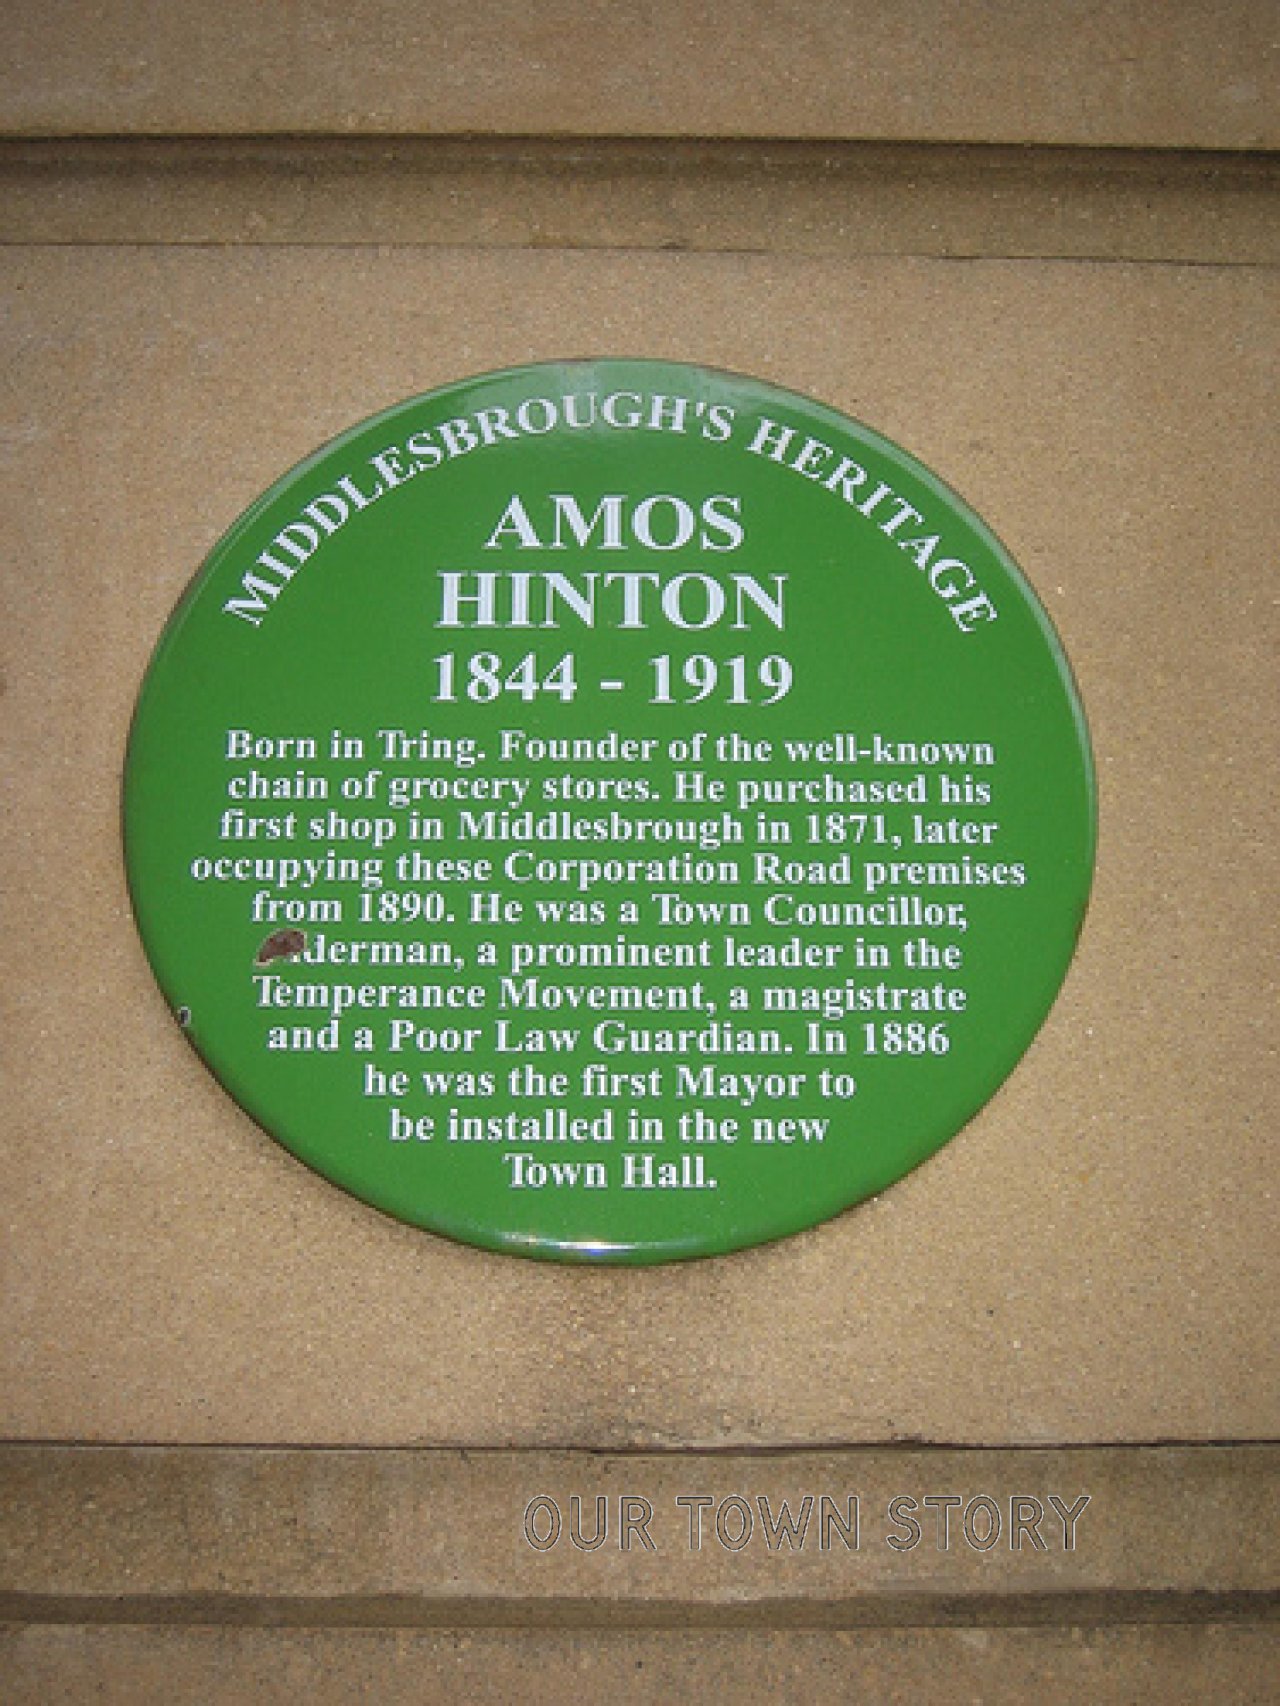 MIDDLESBROUGH'S HERITAGE
AMOS
HINTON
1844 - 1919
Born in Tring. Founder of the well-known
chain of grocery stores. He purchased his
first shop in Middlesbrough in 1871, later
occupying these Corporation Road premises
from 1890. He was a Town Councillor,
Alderman, a prominent leader in the
Temperance Movement, a magistrate
and a Poor Law Guardian. In 1886
he was the first Mayor to
be installed in the new
Town Hall.
OUR TOWN STORY